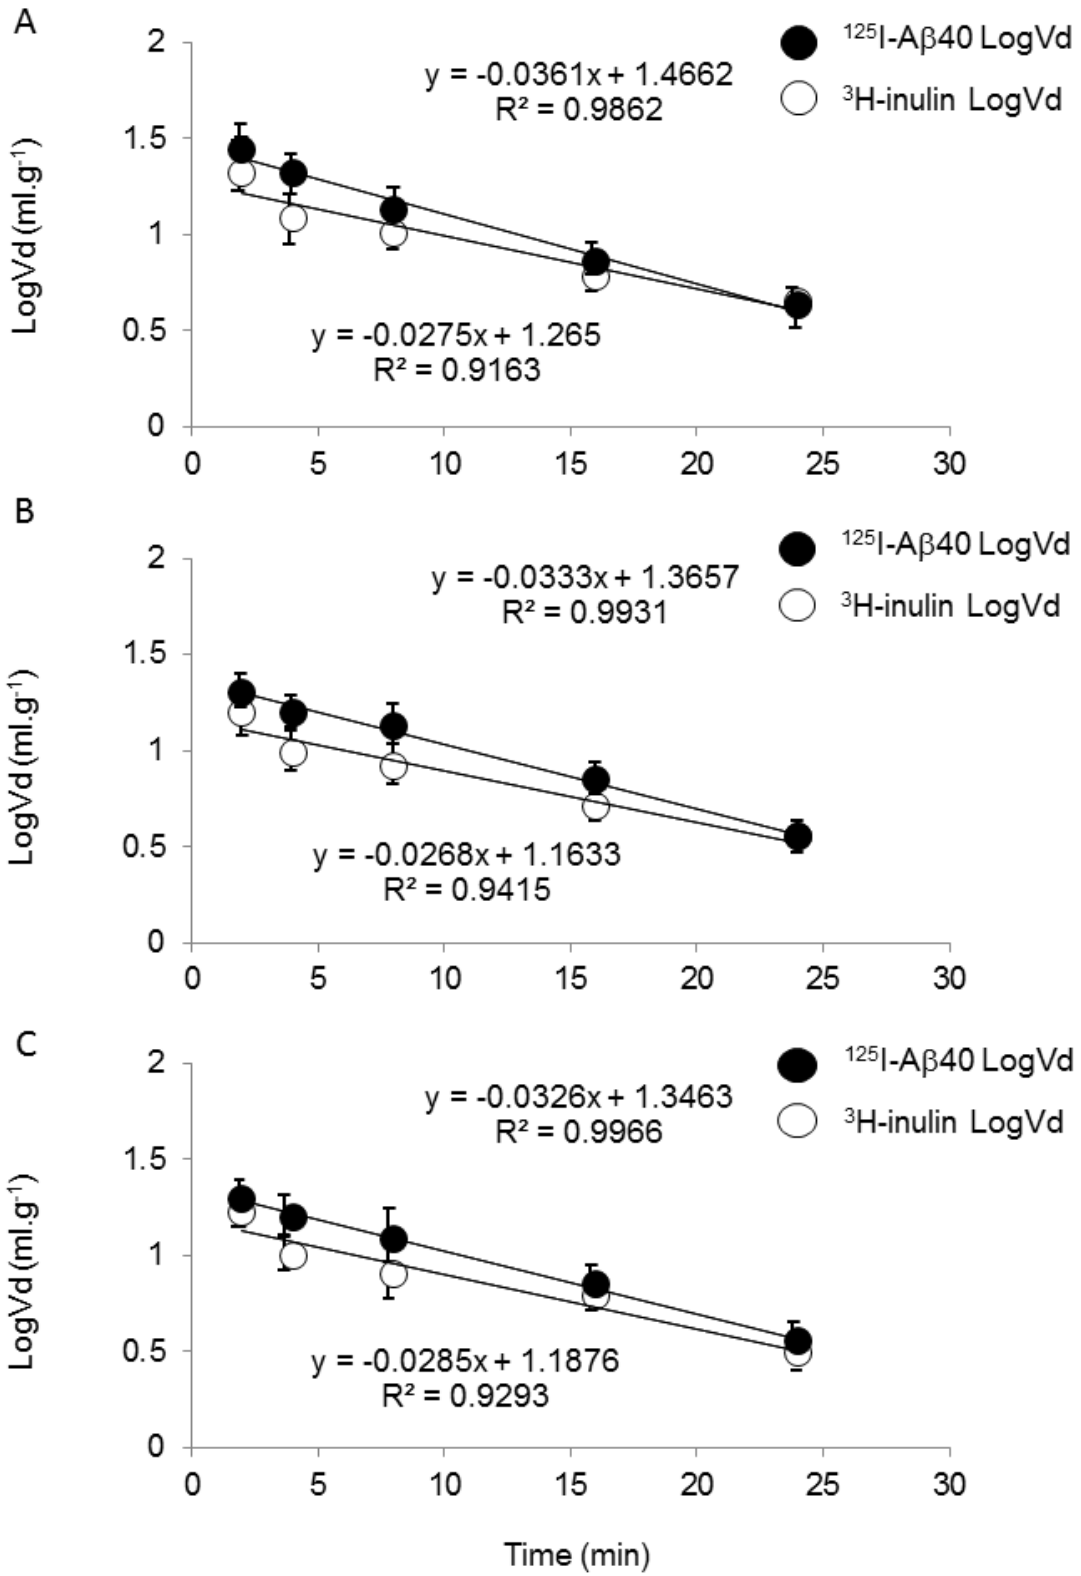 A
¹²⁵I-Aβ40 LogVd
³H-inulin LogVd
y = -0.0361x + 1.4662
R² = 0.9862
y = -0.0275x + 1.265
R² = 0.9163
LogVd (ml.g⁻¹)
2
1.5
1
0.5
0
0 5 10 15 20 25 30
B
¹²⁵I-Aβ40 LogVd
³H-inulin LogVd
y = -0.0333x + 1.3657
R² = 0.9931
y = -0.0268x + 1.1633
R² = 0.9415
LogVd (ml.g⁻¹)
2
1.5
1
0.5
0
0 5 10 15 20 25 30
C
¹²⁵I-Aβ40 LogVd
³H-inulin LogVd
y = -0.0326x + 1.3463
R² = 0.9966
y = -0.0285x + 1.1876
R² = 0.9293
LogVd (ml.g⁻¹)
2
1.5
1
0.5
0
0 5 10 15 20 25 30
Time (min)